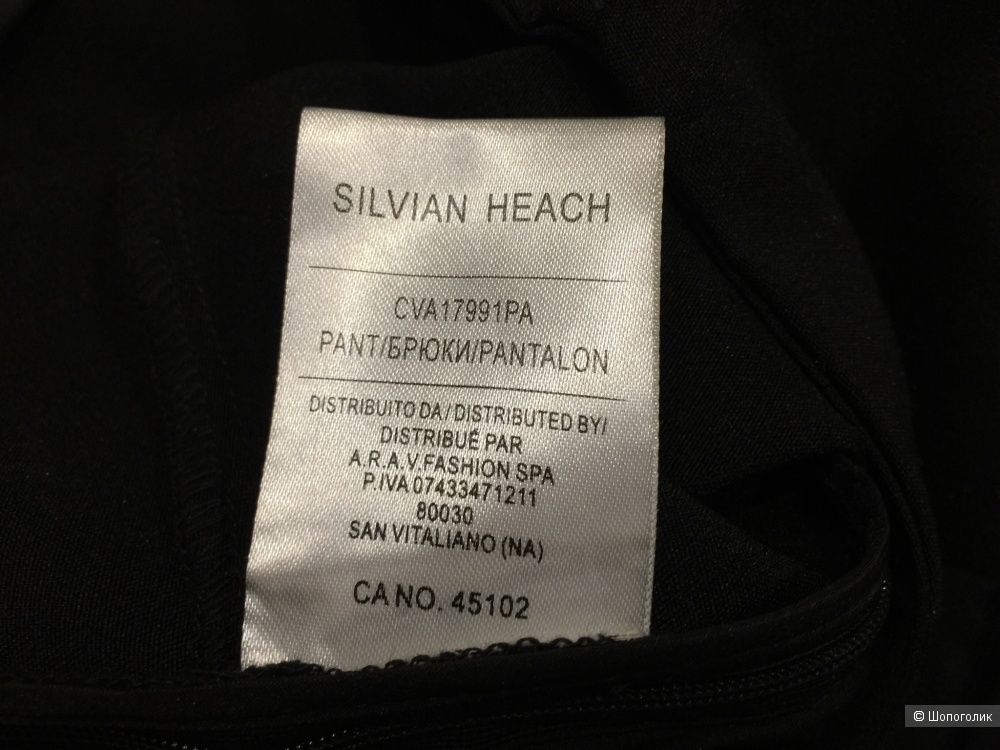 SILVIAN HEACH
CVA17991PA
PANT/БРЮКИ/PANTALON
DISTRIBUITO DA/DISTRIBUTED BY/
DISTRIBUÉ PAR
A.R.A.V.FASHION SPA
P.IVA 07433471211
80030
SAN VITALIANO (NA)
CA NO. 45102
© Шопоголик